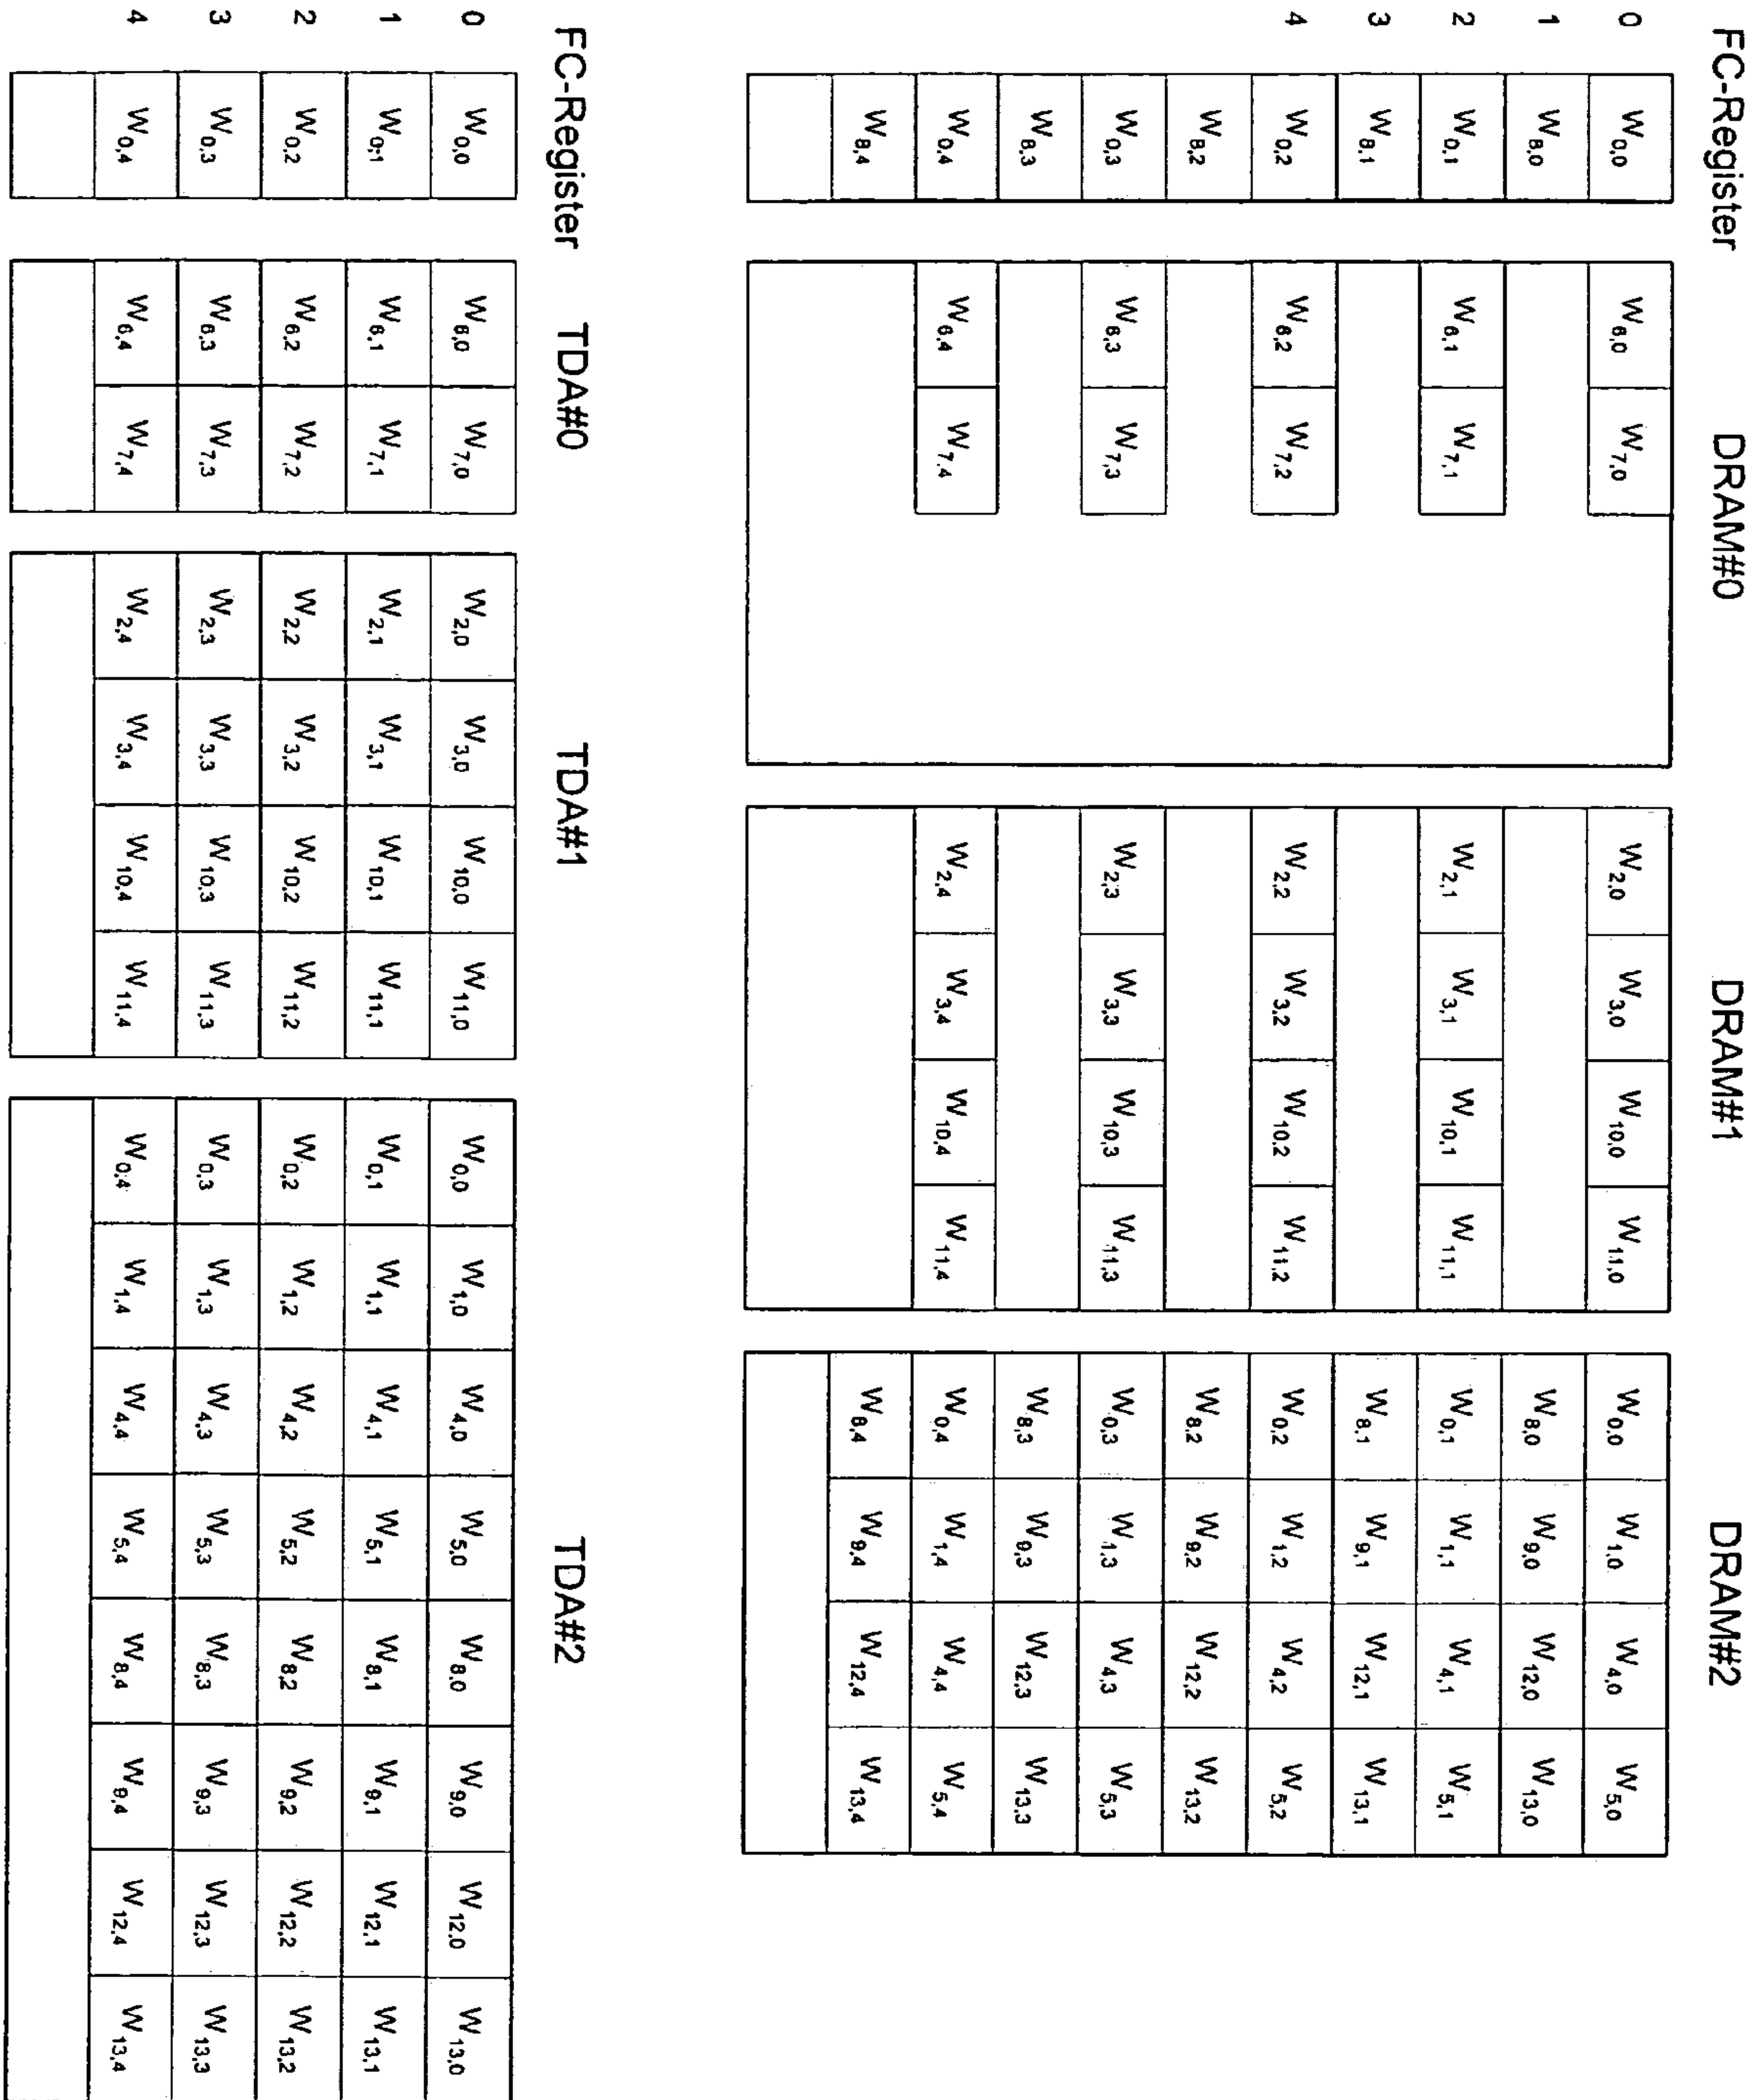 FC-Register DRAM#0 DRAM#1 DRAM#2
0 W0,0 W6,0 W7,0 W2,0 W3,0 W10,0 W11,0 W0,0 W1,0 W4,0 W5,0
1 W8,0 W8,0 W9,0 W12,0 W13,0
2 W0,1 W6,1 W7,1 W2,1 W3,1 W10,1 W11,1 W0,1 W1,1 W4,1 W5,1
3 W8,1 W8,1 W9,1 W12,1 W13,1
4 W0,2 W6,2 W7,2 W2,2 W3,2 W10,2 W11,2 W0,2 W1,2 W4,2 W5,2
W8,2 W8,2 W9,2 W12,2 W13,2
W0,3 W6,3 W7,3 W2,3 W3,3 W10,3 W11,3 W0,3 W1,3 W4,3 W5,3
W8,3 W8,3 W9,3 W12,3 W13,3
W0,4 W6,4 W7,4 W2,4 W3,4 W10,4 W11,4 W0,4 W1,4 W4,4 W5,4
W8,4 W8,4 W9,4 W12,4 W13,4
FC-Register TDA#0 TDA#1 TDA#2
0 W0,0 W6,0 W7,0 W2,0 W3,0 W10,0 W11,0 W0,0 W1,0 W4,0 W5,0 W8,0 W9,0 W12,0 W13,0
1 W0,1 W6,1 W7,1 W2,1 W3,1 W10,1 W11,1 W0,1 W1,1 W4,1 W5,1 W8,1 W9,1 W12,1 W13,1
2 W0,2 W6,2 W7,2 W2,2 W3,2 W10,2 W11,2 W0,2 W1,2 W4,2 W5,2 W8,2 W9,2 W12,2 W13,2
3 W0,3 W6,3 W7,3 W2,3 W3,3 W10,3 W11,3 W0,3 W1,3 W4,3 W5,3 W8,3 W9,3 W12,3 W13,3
4 W0,4 W6,4 W7,4 W2,4 W3,4 W10,4 W11,4 W0,4 W1,4 W4,4 W5,4 W8,4 W9,4 W12,4 W13,4